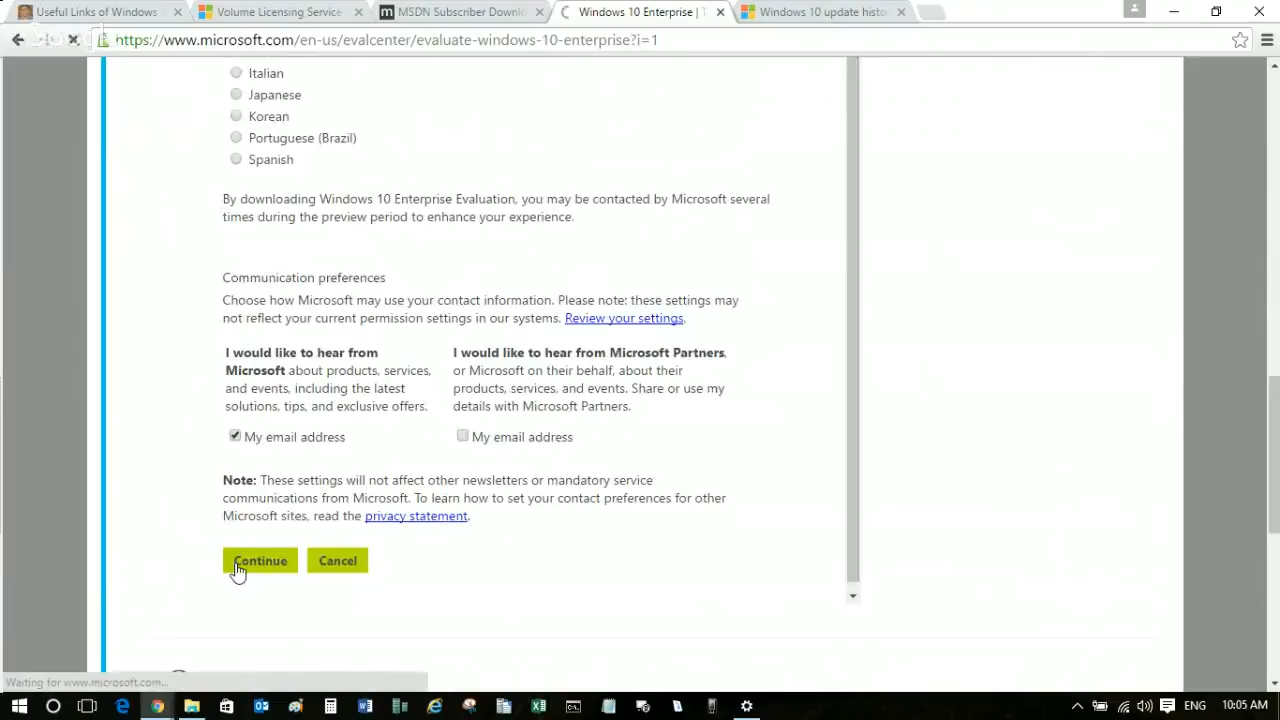 Useful Links of Windows
Volume Licensing Service
MSDN Subscriber Downl
Windows 10 Enterprise | T
Windows 10 update histo
https://www.microsoft.com/en-us/evalcenter/evaluate-windows-10-enterprise?i=1
Italian
Japanese
Korean
Portuguese (Brazil)
Spanish
By downloading Windows 10 Enterprise Evaluation, you may be contacted by Microsoft several
times during the preview period to enhance your experience.
Communication preferences
Choose how Microsoft may use your contact information. Please note: these settings may
not reflect your current permission settings in our systems. Review your settings.
I would like to hear from
Microsoft about products, services,
and events, including the latest
solutions, tips, and exclusive offers.
My email address
I would like to hear from Microsoft Partners,
or Microsoft on their behalf, about their
products, services, and events. Share or use my
details with Microsoft Partners.
My email address
Note: These settings will not affect other newsletters or mandatory service
communications from Microsoft. To learn how to set your contact preferences for other
Microsoft sites, read the privacy statement.
Continue
Cancel
Waiting for www.microsoft.com...
ENG
10:05 AM